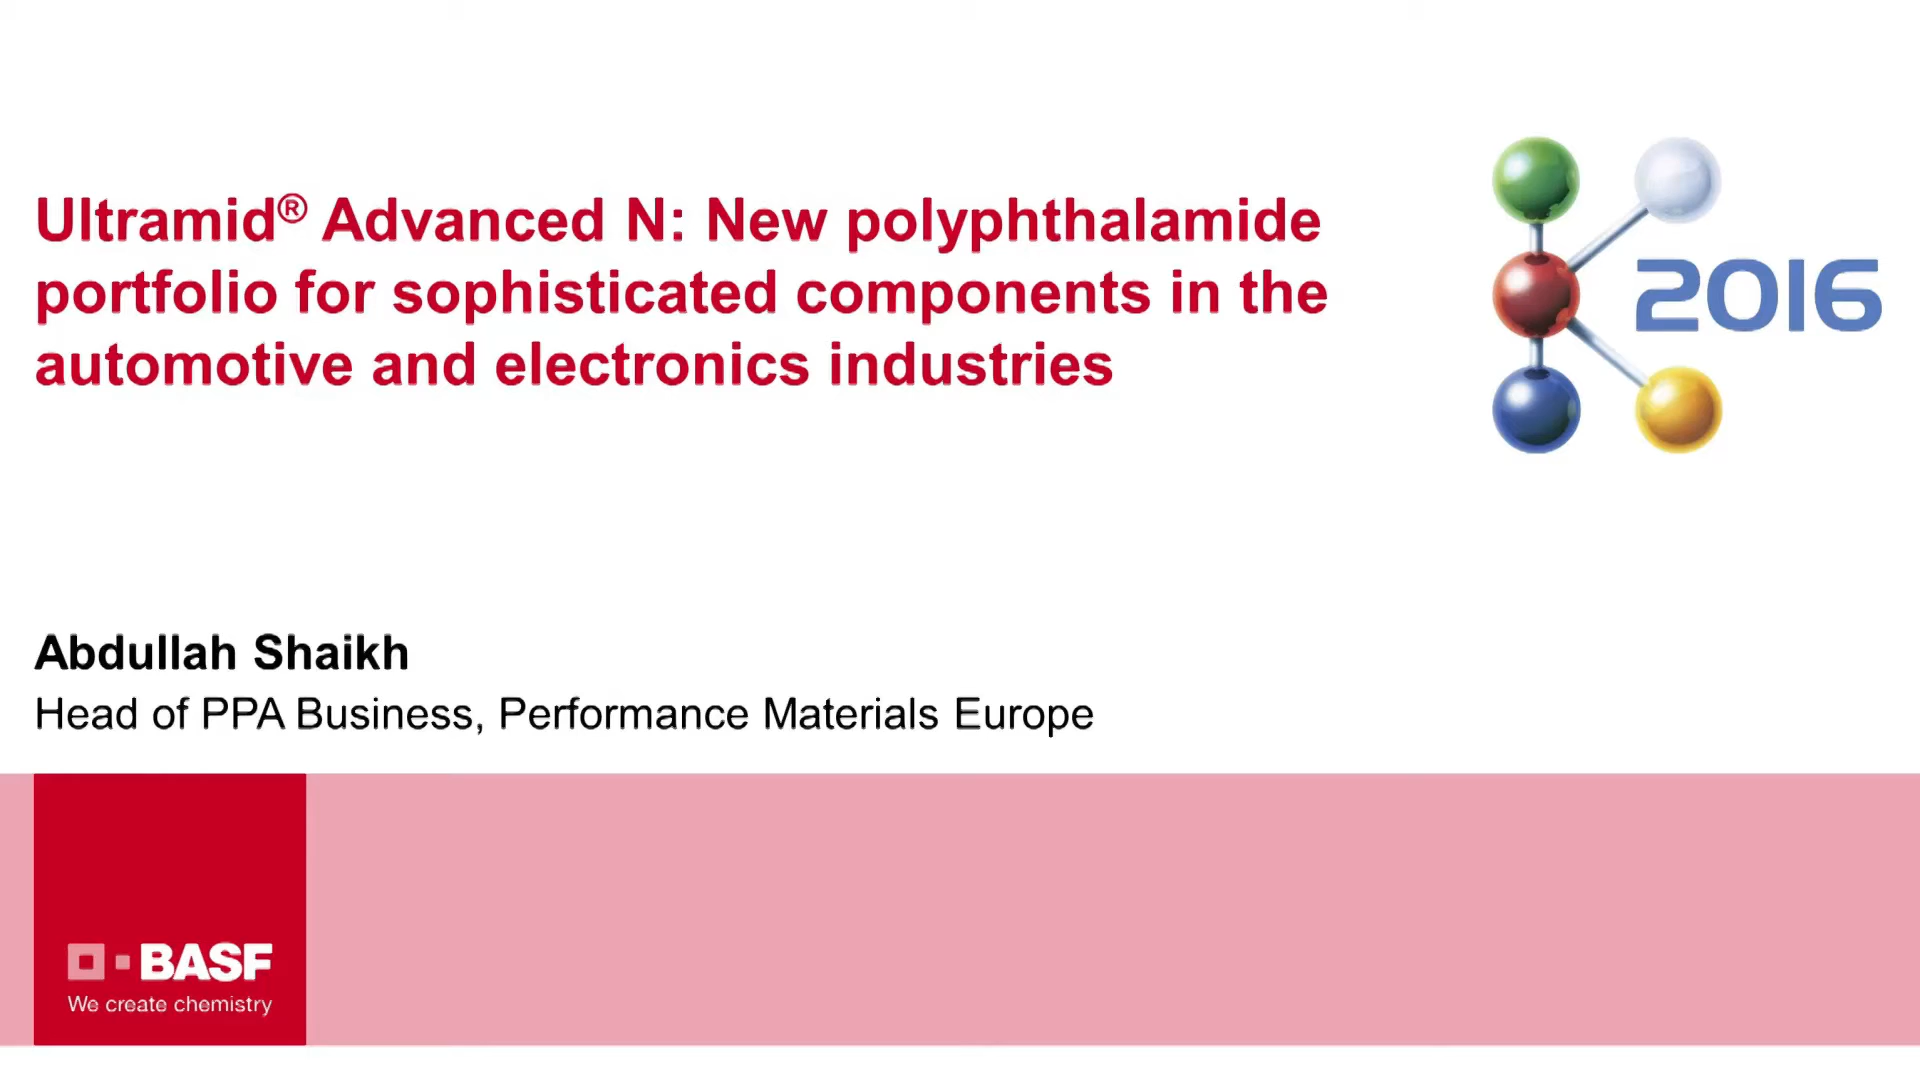 Ultramid® Advanced N: New polyphthalamide
portfolio for sophisticated components in the
automotive and electronics industries
2016
Abdullah Shaikh
Head of PPA Business, Performance Materials Europe
BASF
We create chemistry